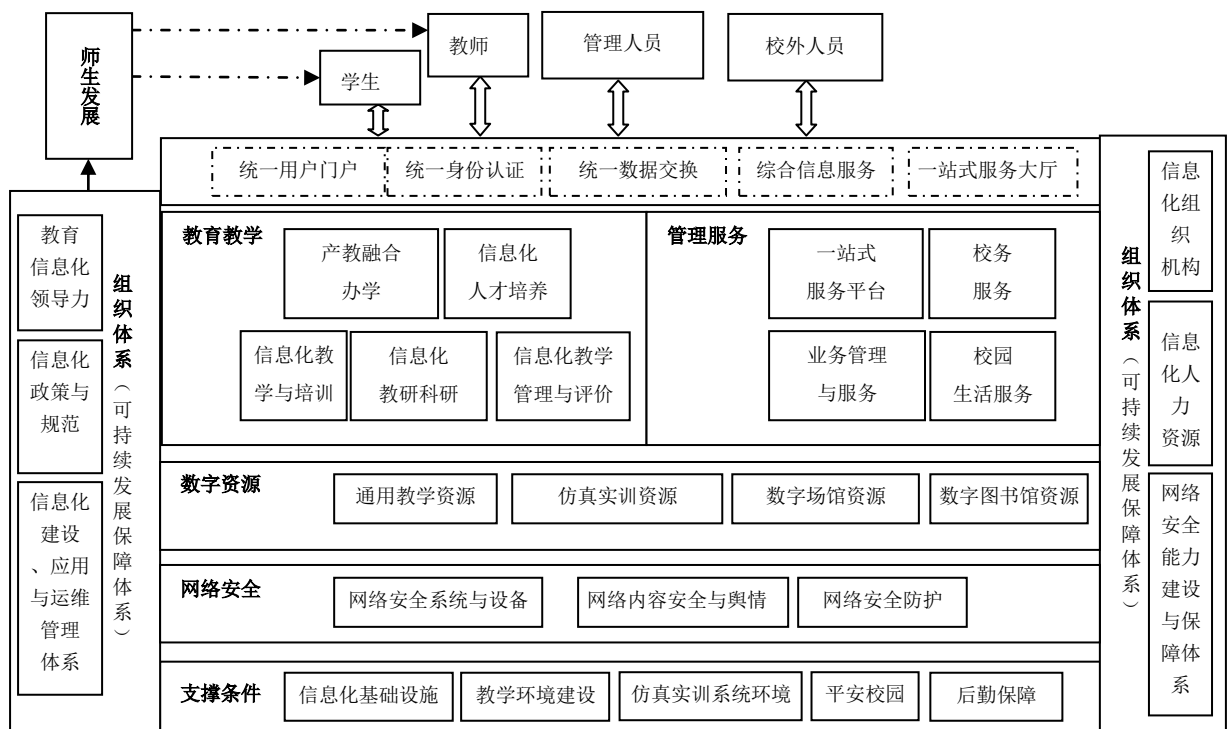 师生发展
教师
管理人员
校外人员
学生
统一用户门户
统一身份认证
统一数据交换
综合信息服务
一站式服务大厅
教育
信息化
领导力
信息化
政策与
规范
信息化
建设
、应用
与运维
管理
体系
组织体系（可持续发展保障体系）
教育教学
产教融合
办学
信息化
人才培养
信息化教
学与培训
信息化
教研科研
信息化教学
管理与评价
管理服务
一站式
服务平台
校务
服务
业务管理
与服务
校园
生活服务
数字资源
通用教学资源
仿真实训资源
数字场馆资源
数字图书馆资源
网络安全
网络安全系统与设备
网络内容安全与舆情
网络安全防护
支撑条件
信息化基础设施
教学环境建设
仿真实训系统环境
平安校园
后勤保障
组织体系（可持续发展保障体系）
信息
化组
织
机构
信息
化人
力
资源
网络
安全
能力
建设
与保
障体
系